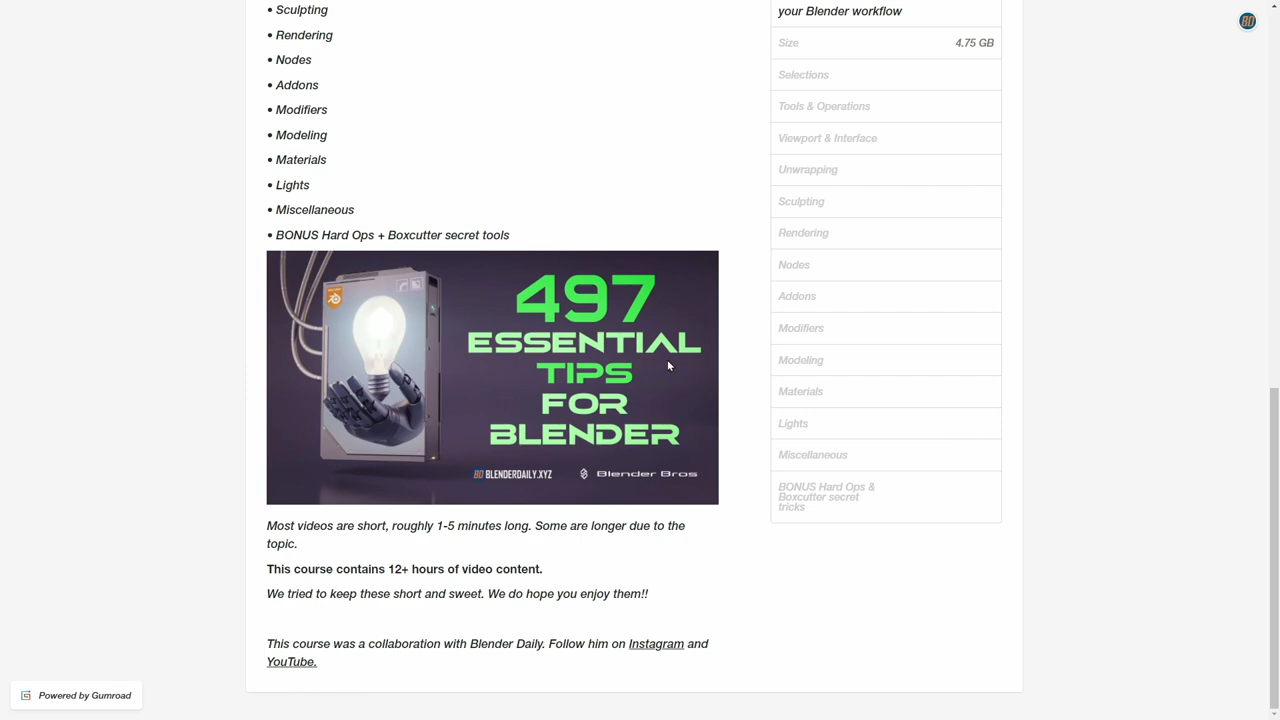 • Sculpting
• Rendering
• Nodes
• Addons
• Modifiers
• Modeling
• Materials
• Lights
• Miscellaneous
• BONUS Hard Ops + Boxcutter secret tools
497
ESSENTIAL
TIPS
FOR
BLENDER
BD BLENDERDAILY.XYZ
Blender Bros
Most videos are short, roughly 1-5 minutes long. Some are longer due to the
topic.
This course contains 12+ hours of video content.
We tried to keep these short and sweet. We do hope you enjoy them!!
This course was a collaboration with Blender Daily. Follow him on Instagram and
YouTube.
your Blender workflow
Size 4.75 GB
Selections
Tools & Operations
Viewport & Interface
Unwrapping
Sculpting
Rendering
Nodes
Addons
Modifiers
Modeling
Materials
Lights
Miscellaneous
BONUS Hard Ops &
Boxcutter secret
tricks
BD
Powered by Gumroad